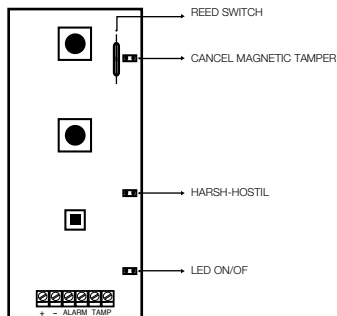 REED SWITCH
CANCEL MAGNETIC TAMPER
HARSH-HOSTIL
LED ON/OF
+ – ALARM TAMP